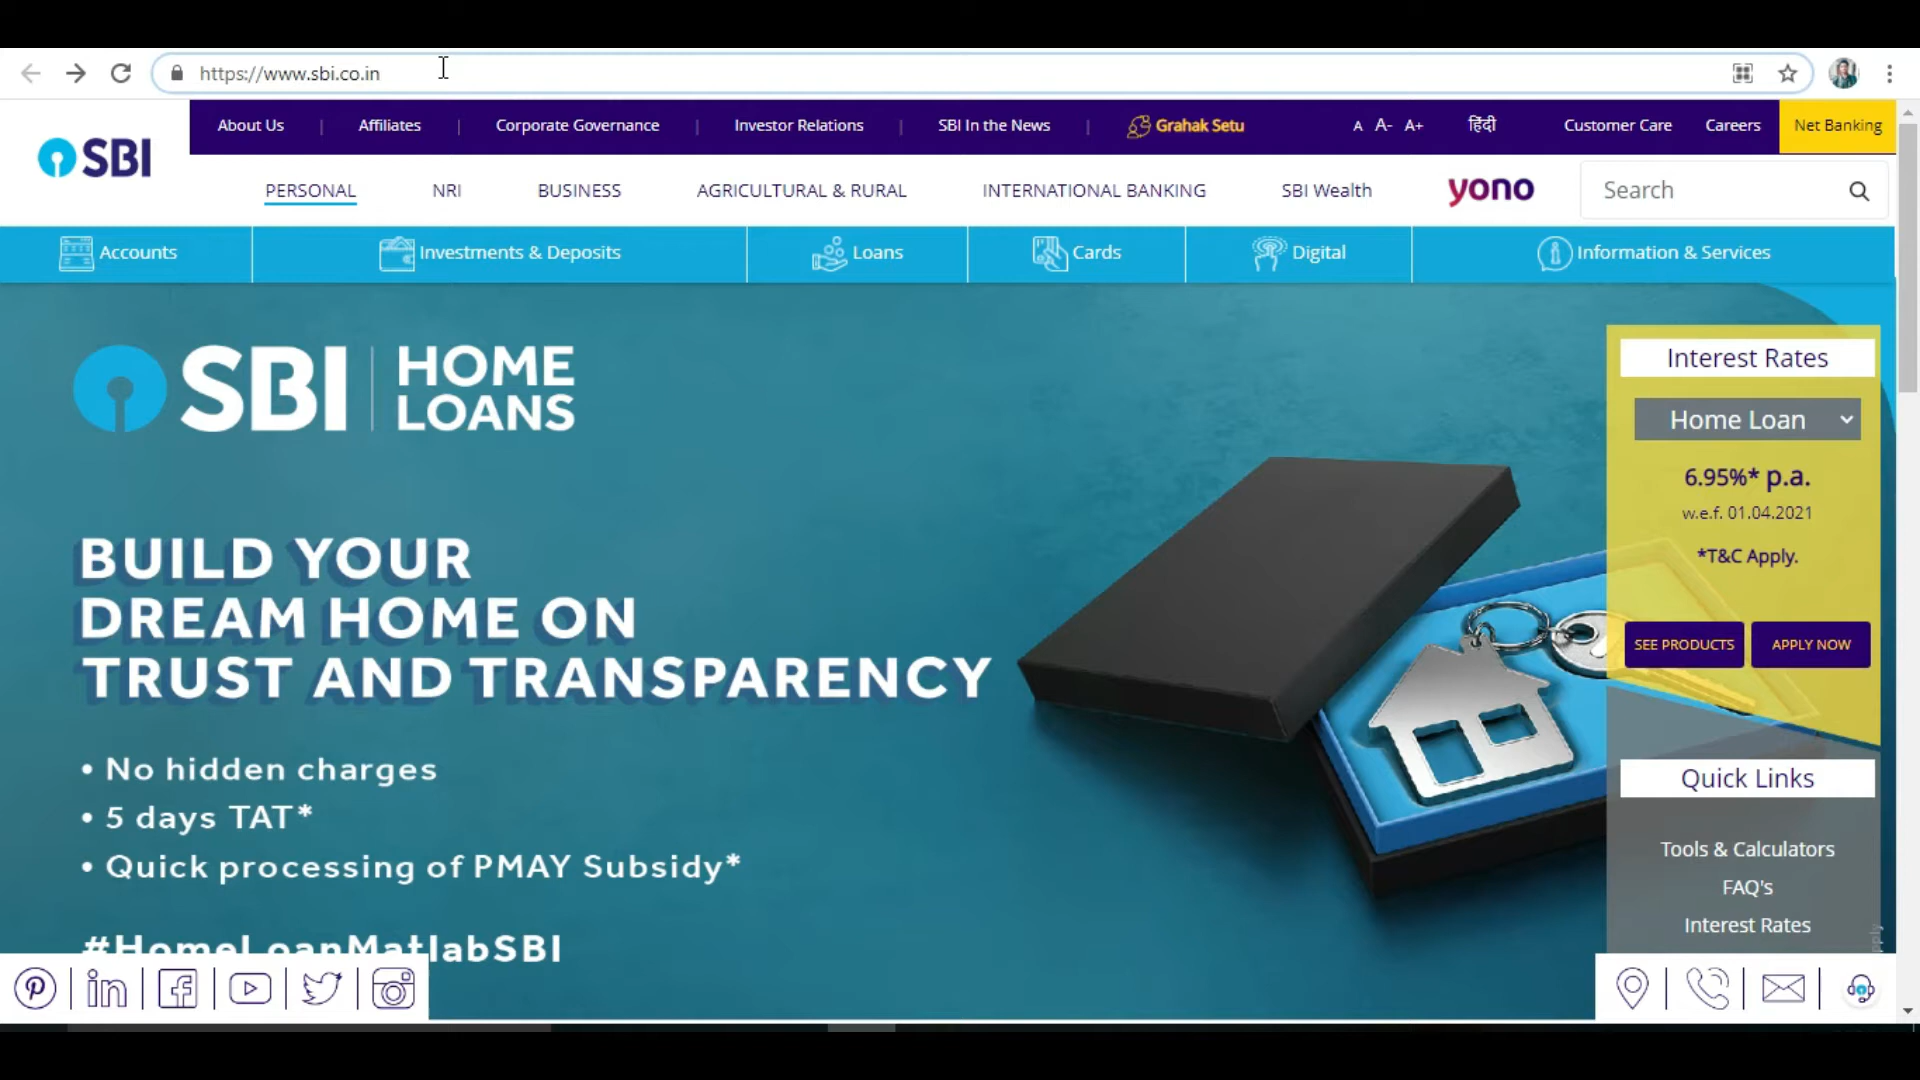 https://www.sbi.co.in
About Us | Affiliates | Corporate Governance | Investor Relations | SBI In the News | Grahak Setu A A- A+ हिंदी Customer Care Careers Net Banking
SBI
PERSONAL NRI BUSINESS AGRICULTURAL & RURAL INTERNATIONAL BANKING SBI Wealth yono Search
Accounts Investments & Deposits Loans Cards Digital Information & Services
SBI | HOME LOANS
BUILD YOUR
DREAM HOME ON
TRUST AND TRANSPARENCY
• No hidden charges
• 5 days TAT*
• Quick processing of PMAY Subsidy*
#HomeLoanMatlabSBI
Interest Rates
Home Loan
6.95%* p.a.
w.e.f. 01.04.2021
*T&C Apply.
SEE PRODUCTS APPLY NOW
Quick Links
Tools & Calculators
FAQ's
Interest Rates